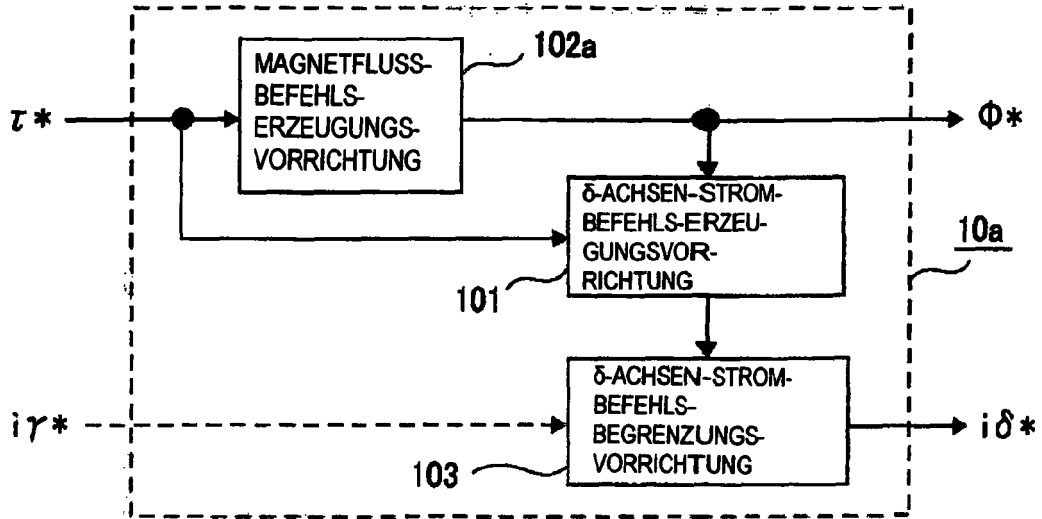 102a
MAGNETFLUSS-
BEFEHLS-
ERZEUGUNGS-
VORRICHTUNG
τ*
Φ*
δ-ACHSEN-STROM-
BEFEHLS-ERZEU-
GUNGSVOR-
RICHTUNG
10a
101
δ-ACHSEN-STROM-
BEFEHLS-
BEGRENZUNGS-
VORRICHTUNG
iγ*
iδ*
103